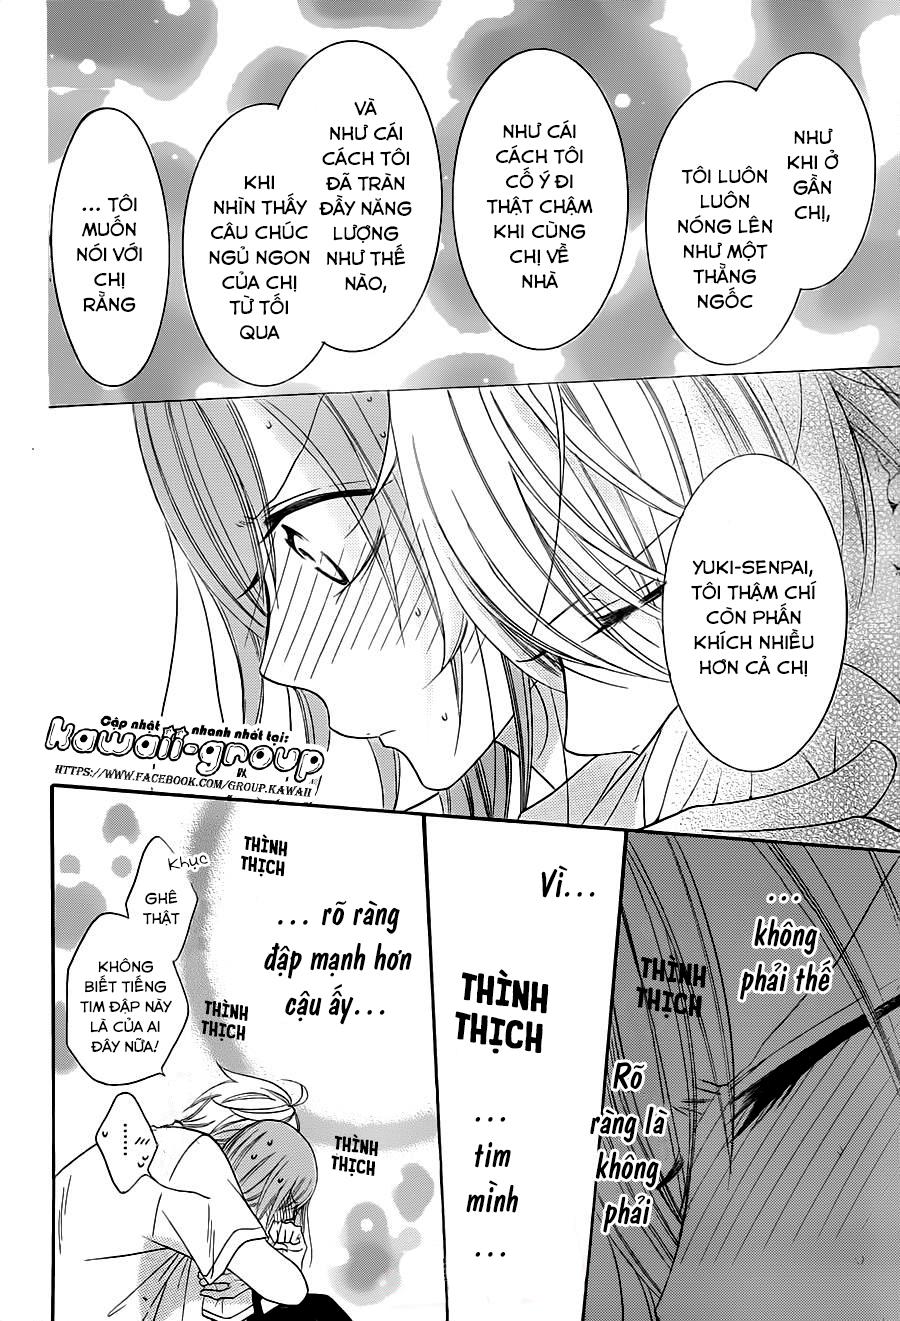 NHƯ
KHI Ở
GẦN
CHỊ,
TÔI LUÔN
LUÔN
NÓNG LÊN
NHƯ MỘT
THẰNG
NGỐC
NHƯ CÁI
CÁCH TÔI
CỐ Ý ĐI
THẬT CHẬM
KHI CÙNG
CHỊ VỀ
NHÀ
VÀ
NHƯ CÁI
CÁCH TÔI
ĐÃ TRÀN
ĐẦY NĂNG
LƯỢNG
NHƯ THẾ
NÀO,
KHI
NHÌN THẤY
CÂU CHÚC
NGỦ NGON
CỦA CHỊ
TỪ TỐI
QUA
... TÔI
MUỐN
NÓI VỚI
CHỊ
RẰNG
YUKI-SENPAI,
TÔI THẬM CHÍ
CÒN PHẤN
KHÍCH NHIỀU
HƠN CẢ CHỊ
Cập nhật nhanh nhất tại:
kawaii-group
HTTPS://WWW.FACEBOOK.COM/GROUP.KAWAII
...
không
phải thế
THÌNH
THỊCH
Rõ
ràng là
không
phải
Vì...
THÌNH
THỊCH
...
tim
mình
...
THÌNH
THỊCH
... rõ ràng
đập mạnh hơn
cậu ấy...
THÌNH
THỊCH
THÌNH
THỊCH
Khục
GHÊ
THẬT
KHÔNG
BIẾT TIẾNG
TIM ĐẬP NÀY
LÀ CỦA AI
ĐÂY NỮA!
......